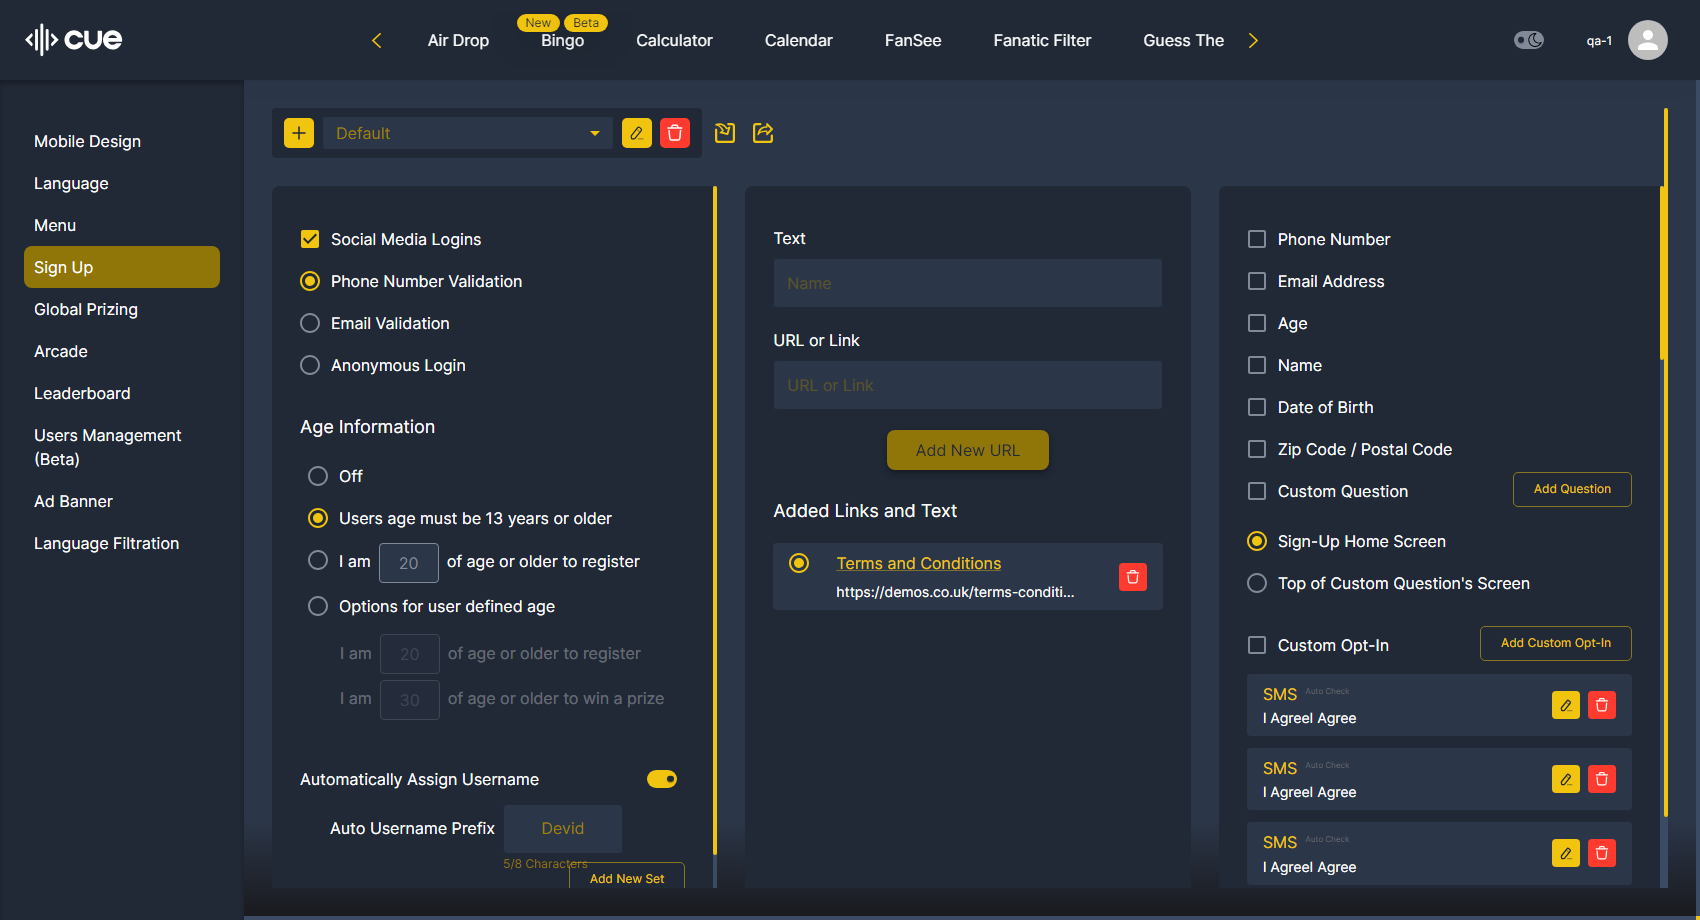 cue
New
Beta
Air Drop
Bingo
Calculator
Calendar
FanSee
Fanatic Filter
Guess The
qa-1
Mobile Design
Language
Menu
Sign Up
Global Prizing
Arcade
Leaderboard
Users Management
(Beta)
Ad Banner
Language Filtration
Default
Social Media Logins
Phone Number Validation
Email Validation
Anonymous Login
Age Information
Off
Users age must be 13 years or older
I am 20 of age or older to register
Options for user defined age
I am 20 of age or older to register
I am 30 of age or older to win a prize
Automatically Assign Username
Auto Username Prefix Devid
5/8 Characters
Add New Set
Text
Name
URL or Link
URL or Link
Add New URL
Added Links and Text
Terms and Conditions
https://demos.co.uk/terms-conditi...
Phone Number
Email Address
Age
Name
Date of Birth
Zip Code / Postal Code
Custom Question
Add Question
Sign-Up Home Screen
Top of Custom Question's Screen
Custom Opt-In
Add Custom Opt-In
SMS Auto Check
I AgreeI Agree
SMS Auto Check
I AgreeI Agree
SMS Auto Check
I AgreeI Agree